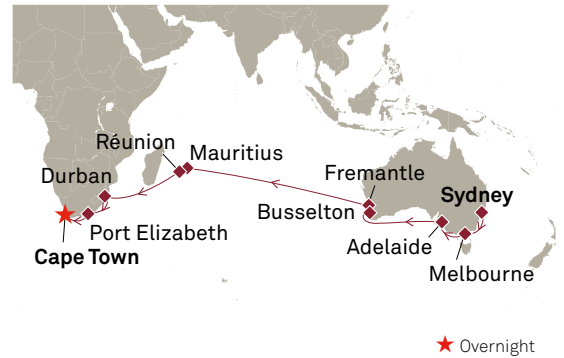 Réunion
Mauritius
Durban
Fremantle
Sydney
Busselton
Port Elizabeth
Adelaide
Cape Town
Melbourne
Overnight